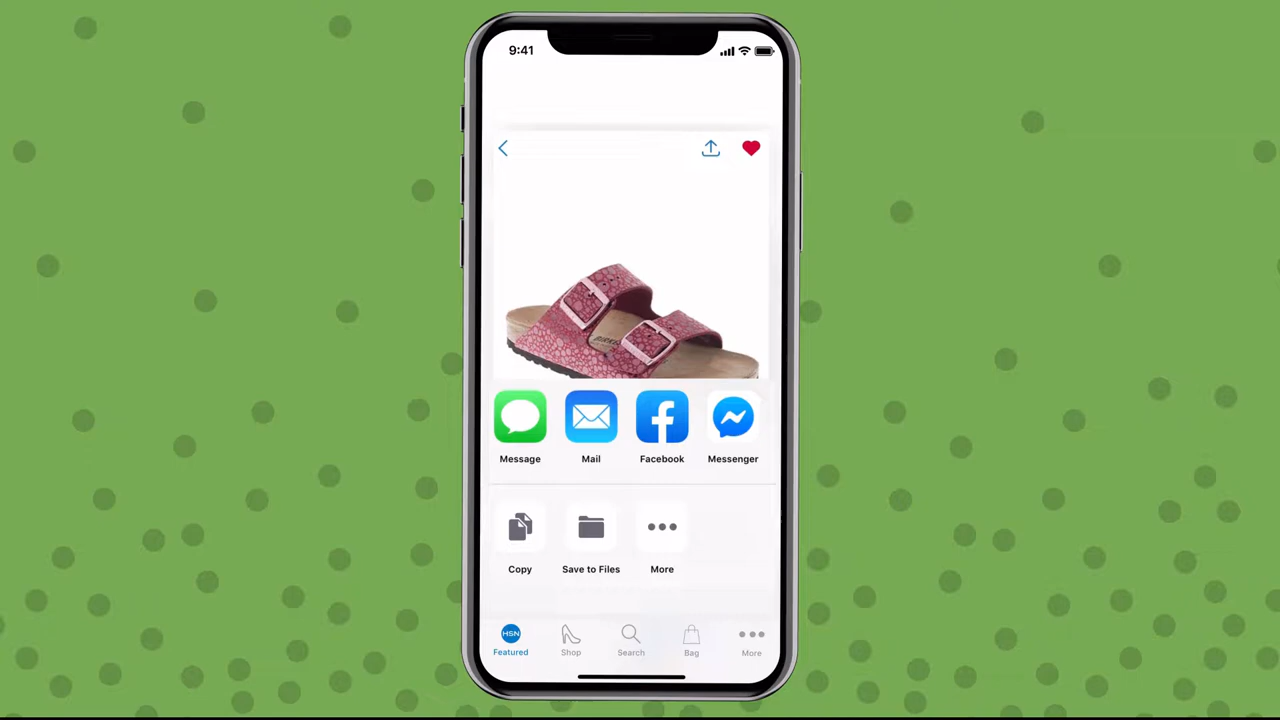 9:41
Message Mail Facebook Messenger
Copy Save to Files More
HSN
Featured Shop Search Bag More